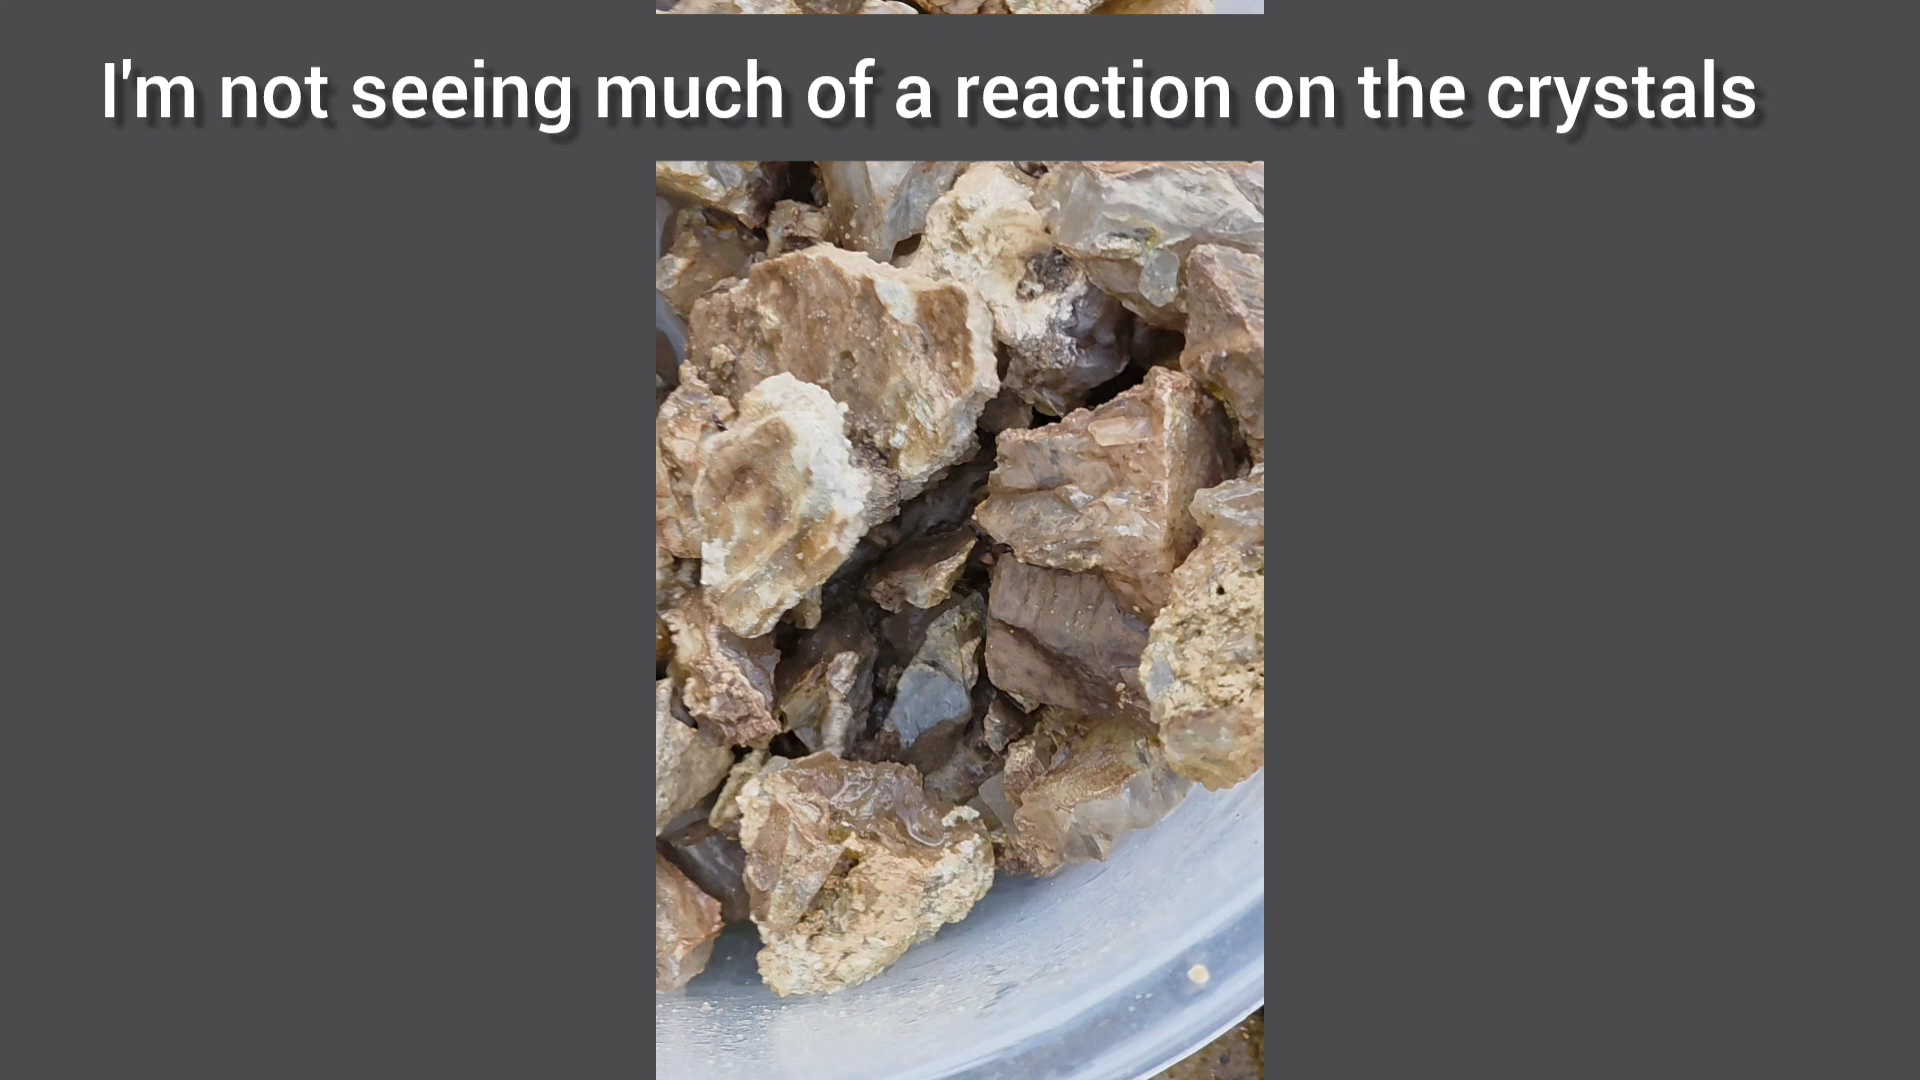 I'm not seeing much of a reaction on the crystals